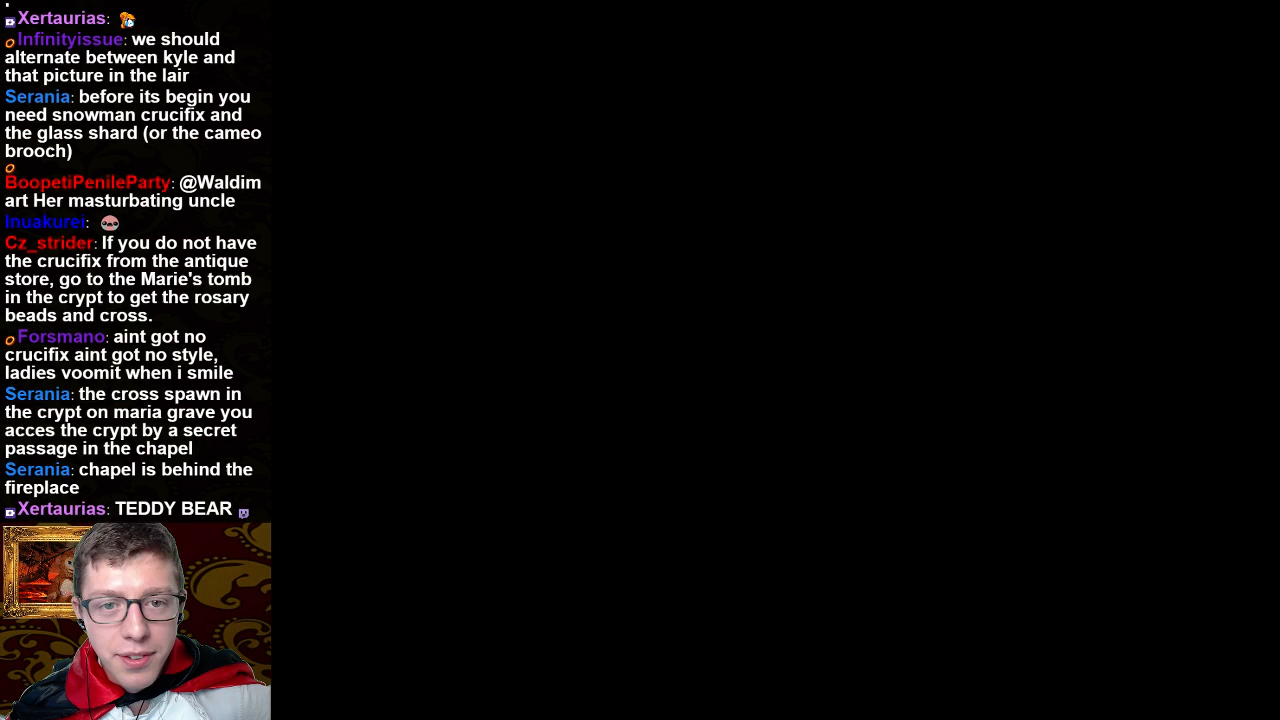 Xertaurias:
Infinityissue: we should
alternate between kyle and
that picture in the lair
Serania: before its begin you
need snowman crucifix and
the glass shard (or the cameo
brooch)
BoopetiPenileParty: @Waldim
art Her masturbating uncle
Inuakurei:
Cz_strider: If you do not have
the crucifix from the antique
store, go to the Marie's tomb
in the crypt to get the rosary
beads and cross.
Forsmano: aint got no
crucifix aint got no style,
ladies voomit when i smile
Serania: the cross spawn in
the crypt on maria grave you
acces the crypt by a secret
passage in the chapel
Serania: chapel is behind the
fireplace
Xertaurias: TEDDY BEAR